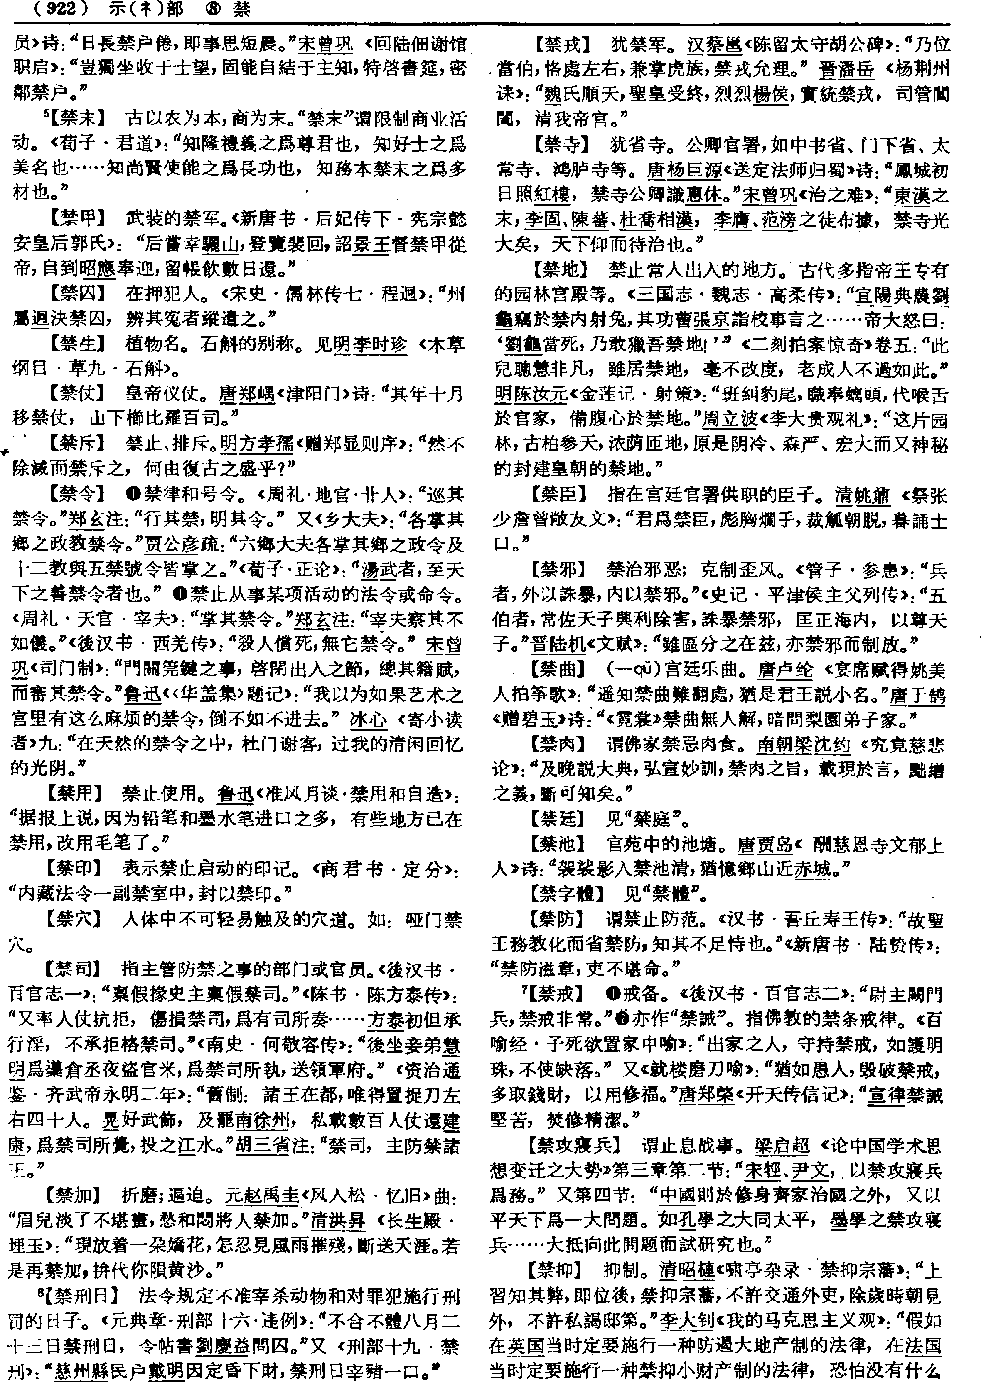 （922） 示（礻）部 ⑧ 禁
员》诗：“日長禁户倦，即事思短晨。”宋曾巩《回陆佃谢馆
职启》：“豈獨坐收于士望，固能自結于主知，特啓書筵，密
鄰禁户。”
⁵【禁末】 古以农为本，商为末。“禁末”谓限制商业活
动。《荀子·君道》：“知隆禮義之爲尊君也，知好士之爲
美名也……知尚賢使能之爲長功也，知務本禁末之爲多
材也。”
【禁甲】 武装的禁军。《新唐书·后妃传下·宪宗懿
安皇后郭氏》：“后嘗幸驪山，登覽裴回，詔景王督禁甲從
帝，自到昭應奉迎，留帳飲數日還。”
【禁囚】 在押犯人。《宋史·儒林传七·程迥》：“州
屬迥決禁囚，辨其冤者縱遣之。”
【禁生】 植物名。石斛的别称。见明李时珍《本草
纲目·草九·石斛》。
【禁仗】 皇帝仪仗。唐郑嵎《津阳门》诗：“其年十月
移禁仗，山下櫛比羅百司。”
【禁斥】 禁止、排斥。明方孝孺《赠郑显则序》：“然不
除滅而禁斥之，何由復古之盛乎？”
【禁令】 ❶禁律和号令。《周礼·地官·卝人》：“巡其
禁令。”郑玄注：“行其禁，明其令。”又《乡大夫》：“各掌其
鄉之政教禁令。”贾公彦疏：“六鄉大夫各掌其鄉之政令及
十二教與五禁號令皆掌之。”《荀子·正论》：“湯武者，至天
下之善禁令者也。”❷禁止从事某项活动的法令或命令。
《周礼·天官·宰夫》：“掌其禁令。”郑玄注：“宰夫察其不
如儀。”《後汉书·西羌传》：“殺人償死，無它禁令。”宋曾
巩《司门制》：“門關筦鍵之事，啓閉出入之節，總其籍賦，
而審其禁令。”鲁迅《〈华盖集〉题记》：“我以为如果艺术之
宫里有这么麻烦的禁令，倒不如不进去。”冰心《寄小读
者》九：“在天然的禁令之中，杜门谢客，过我的清闲回忆
的光阴。”
【禁用】 禁止使用。鲁迅《准风月谈·禁用和自造》：
“据报上说，因为铅笔和墨水笔进口之多，有些地方已在
禁用，改用毛笔了。”
【禁印】 表示禁止启动的印记。《商君书·定分》：
“内藏法令一副禁室中，封以禁印。”
【禁穴】 人体中不可轻易触及的穴道。如：哑门禁
穴。
【禁司】 指主管防禁之事的部门或官员。《後汉书·
百官志一》：“稟假掾史主稟假禁司。”《陈书·陈方泰传》：
“又率人仗抗拒，傷損禁司，爲有司所奏……方泰初但承
行淫，不承拒格禁司。”《南史·何敬容传》：“後坐妾弟慧
明爲導倉丞夜盜官米，爲禁司所執，送領軍府。”《资治通
鉴·齐武帝永明二年》：“舊制：諸王在都，唯得置捉刀左
右四十人。晃好武飾，及罷南徐州，私載數百人仗還建
康，爲禁司所覺，投之江水。”胡三省注：“禁司，主防禁諸
王。”
【禁加】 折磨；逼迫。元赵禹圭《风入松·忆旧》曲：
“眉兒淡了不堪畫，愁和悶將人禁加。”清洪昇《长生殿·
埋玉》：“現放着一朵嬌花，怎忍見風雨摧殘，斷送天涯。若
是再禁加，拚代你隕黄沙。”
⁶【禁刑日】 法令规定不准宰杀动物和对罪犯施行刑
罚的日子。《元典章·刑部十六·违例》：“不合不體八月二
十三日禁刑日，令帖書劉慶益問囚。”又《刑部十九·禁
刑》：“慈州縣民户戴明因定昏下財，禁刑日宰豬一口。”
【禁戎】 犹禁军。汉蔡邕《陈留太守胡公碑》：“乃位
常伯，恪處左右，兼掌虎族，禁戎允理。”晋潘岳《杨荆州
诔》：“魏氏順天，聖皇受終，烈烈楊侯，實統禁戎，司管閶
闔，清我帝宫。”
【禁寺】 犹省寺。公卿官署，如中书省、门下省、太
常寺、鸿胪寺等。唐杨巨源《送定法师归蜀》诗：“鳳城初
日照紅樓，禁寺公卿識惠休。”宋曾巩《治之难》：“東漢之
末，李固、陳蕃、杜喬相漢，李膺、范滂之徒布據，禁寺光
大矣，天下仰而待治也。”
【禁地】 禁止常人出入的地方。古代多指帝王专有
的园林宫殿等。《三国志·魏志·高柔传》：“宜陽典農劉
龜竊於禁内射兔，其功曹張京詣校事言之……帝大怒曰：
‘劉龜當死，乃敢獵吾禁地！’”《二刻拍案惊奇》卷五：“此
兒聰慧非凡，雖居禁地，毫不改度，老成人不過如此。”
明陈汝元《金莲记·射策》：“班糾豹尾，職奉螭頭，代喉舌
於官家，備腹心於禁地。”周立波《李大贵观礼》：“这片园
林，古柏参天，浓荫匝地，原是阴冷、森严、宏大而又神秘
的封建皇朝的禁地。”
【禁臣】 指在宫廷官署供职的臣子。清姚鼐《祭张
少詹曾敞友文》：“君爲禁臣，彪胸爛手，裁觚朝脱，暮誦士
口。”
【禁邪】 禁治邪恶；克制歪风。《管子·参患》：“兵
者，外以誅暴，内以禁邪。”《史记·平津侯主父列传》：“五
伯者，常佐天子興利除害，誅暴禁邪，匡正海内，以尊天
子。”晋陆机《文赋》：“雖區分之在兹，亦禁邪而制放。”
【禁曲】 （—qǔ）宫廷乐曲。唐卢纶《宴席赋得姚美
人拍筝歌》：“遥知禁曲難翻處，猶是君王説小名。”唐于鹄
《赠碧玉》诗：“《霓裳》禁曲無人解，暗問梨園弟子家。”
【禁肉】 谓佛家禁忌肉食。南朝梁沈约《究竟慈悲
论》：“及晚説大典，弘宣妙訓，禁肉之旨，載現於言，黜繒
之義，斷可知矣。”
【禁廷】 见“禁庭”。
【禁池】 宫苑中的池塘。唐贾岛《酬慈恩寺文郁上
人》诗：“袈裟影入禁池清，猶憶鄉山近赤城。”
【禁字體】 见“禁體”。
【禁防】 谓禁止防范。《汉书·吾丘寿王传》：“故聖
王務教化而省禁防，知其不足恃也。”《新唐书·陆贽传》：
“禁防滋章，吏不堪命。”
⁷【禁戒】 ❶戒备。《後汉书·百官志二》：“尉主闕門
兵，禁戒非常。”❷亦作“禁誡”。指佛教的禁条戒律。《百
喻经·子死欲置家中喻》：“出家之人，守持禁戒，如護明
珠，不使缺落。”又《就楼磨刀喻》：“猶如愚人，毁破禁戒，
多取錢財，以用修福。”唐郑棨《开天传信记》：“宣律禁誡
堅苦，焚修精潔。”
【禁攻寢兵】 谓止息战事。梁启超《论中国学术思
想变迁之大势》第三章第二节：“宋牼、尹文，以禁攻寢兵
爲務。”又第四节：“中國則於修身齊家治國之外，又以
平天下爲一大問題。如孔學之大同太平，墨學之禁攻寢
兵……大抵向此問題而試研究也。”
【禁抑】 抑制。清昭槤《啸亭杂录·禁抑宗藩》：“上
習知其弊，即位後，禁抑宗藩，不許交通外吏，除歲時朝見
外，不許私謁邸第。”李大钊《我的马克思主义观》：“假如
在英国当时定要施行一种防遏大地产制的法律，在法国
当时定要施行一种禁抑小财产制的法律，恐怕没有什么